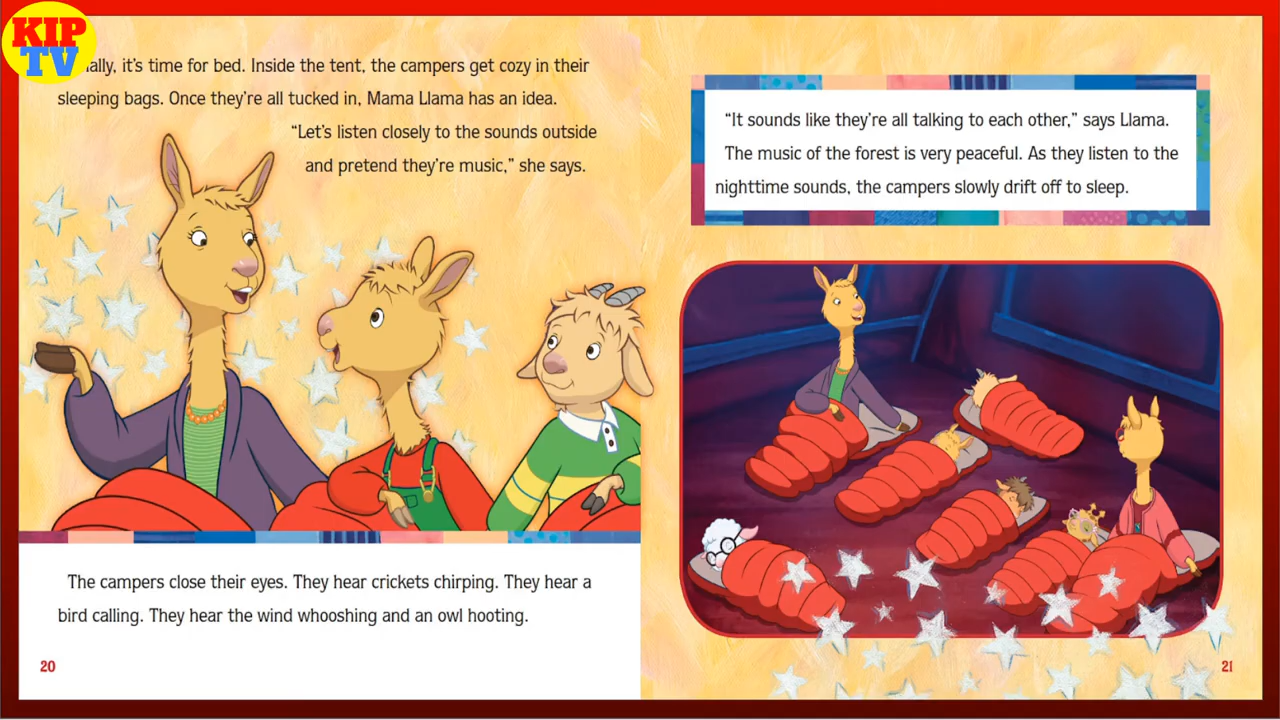 KIP
TV
ally, it's time for bed. Inside the tent, the campers get cozy in their
sleeping bags. Once they're all tucked in, Mama Llama has an idea.
“Let's listen closely to the sounds outside
and pretend they're music,” she says.
The campers close their eyes. They hear crickets chirping. They hear a
bird calling. They hear the wind whooshing and an owl hooting.
20
“It sounds like they're all talking to each other,” says Llama.
The music of the forest is very peaceful. As they listen to the
nighttime sounds, the campers slowly drift off to sleep.
21